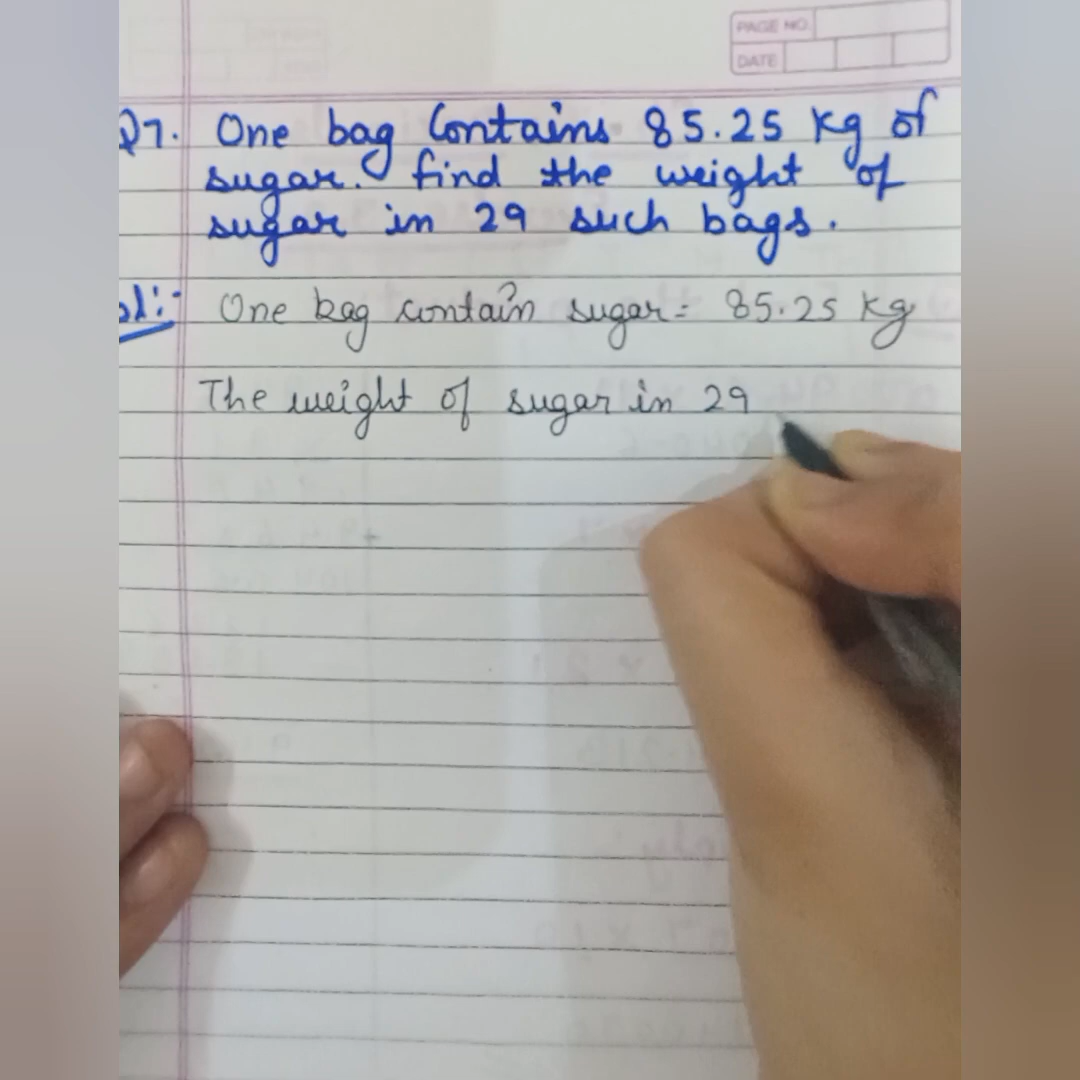 PAGE NO.
DATE
Q7. One bag Contains 85.25 Kg of
sugar. find the weight of
sugar in 29 such bags.
ol:- One bag contain sugar = 85.25 Kg
The weight of sugar in 29